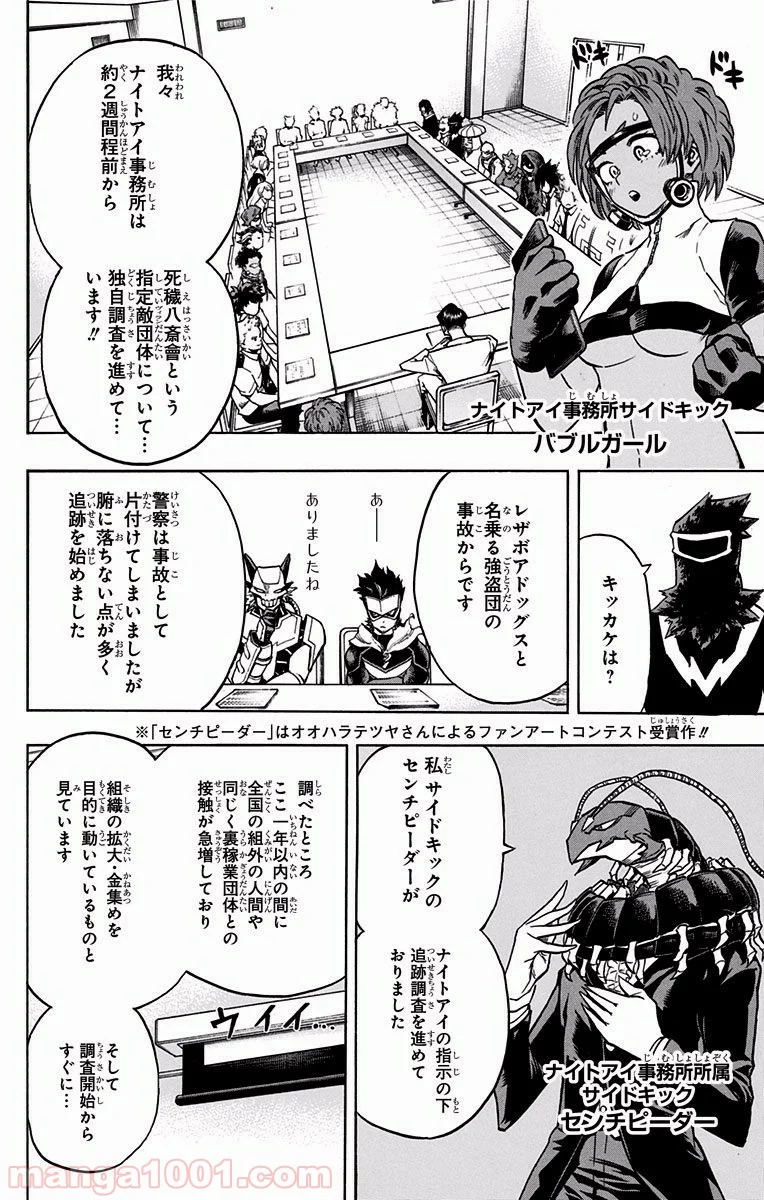 ドキ
ドキ
我々
ナイトアイ事務所は
約2週間程前から
死穢八斎會という
指定敵団体について…
独自調査を進めて…
います!!
ナイトアイ事務所サイドキック
バブルガール
キッカケは?
レザボアドッグスと
名乗る強盗団の
事故からです
あー
ありましたね
警察は事故として
片付けてしまいましたが
腑に落ちない点が多く
追跡を始めました
※「センチピーダー」はオオハラテツヤさんによるファンアートコンテスト受賞作!!
私 サイドキックの
センチピーダーが
ナイトアイの指示の下
追跡調査を進めて
おりました
ナイトアイ事務所所属
サイドキック
センチピーダー
調べたところ
ここ一年以内の間に
全国の組外の人間や
同じく裏稼業団体との
接触が急増しており
組織の拡大・金集めを
目的に動いているものと
見ています
ウィイィ…
そして
調査開始から
すぐに…
manga1001.com